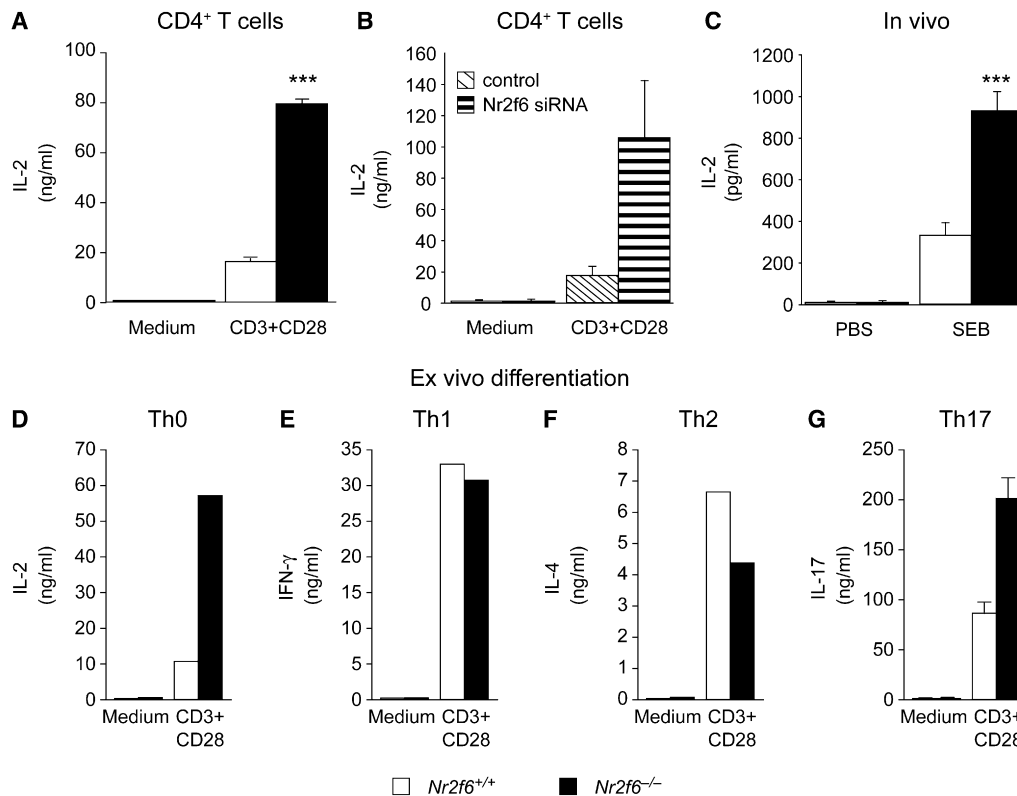 A CD4⁺ T cells
B CD4⁺ T cells
C In vivo
IL-2
(ng/ml)
100
80
60
40
20
0
***
Medium CD3+CD28
IL-2
(ng/ml)
160
140
120
100
80
60
40
20
0
control
Nr2f6 siRNA
Medium CD3+CD28
IL-2
(pg/ml)
1200
1000
800
600
400
200
0
***
PBS SEB
Ex vivo differentiation
D Th0
IL-2
(ng/ml)
70
60
50
40
30
20
10
0
Medium CD3+
CD28
E Th1
IFN-γ
(ng/ml)
35
30
25
20
15
10
5
0
Medium CD3+
CD28
F Th2
IL-4
(ng/ml)
8
7
6
5
4
3
2
1
0
Medium CD3+
CD28
G Th17
IL-17
(ng/ml)
250
200
150
100
50
0
Medium CD3+
CD28
Nr2f6⁺/⁺ Nr2f6⁻/⁻